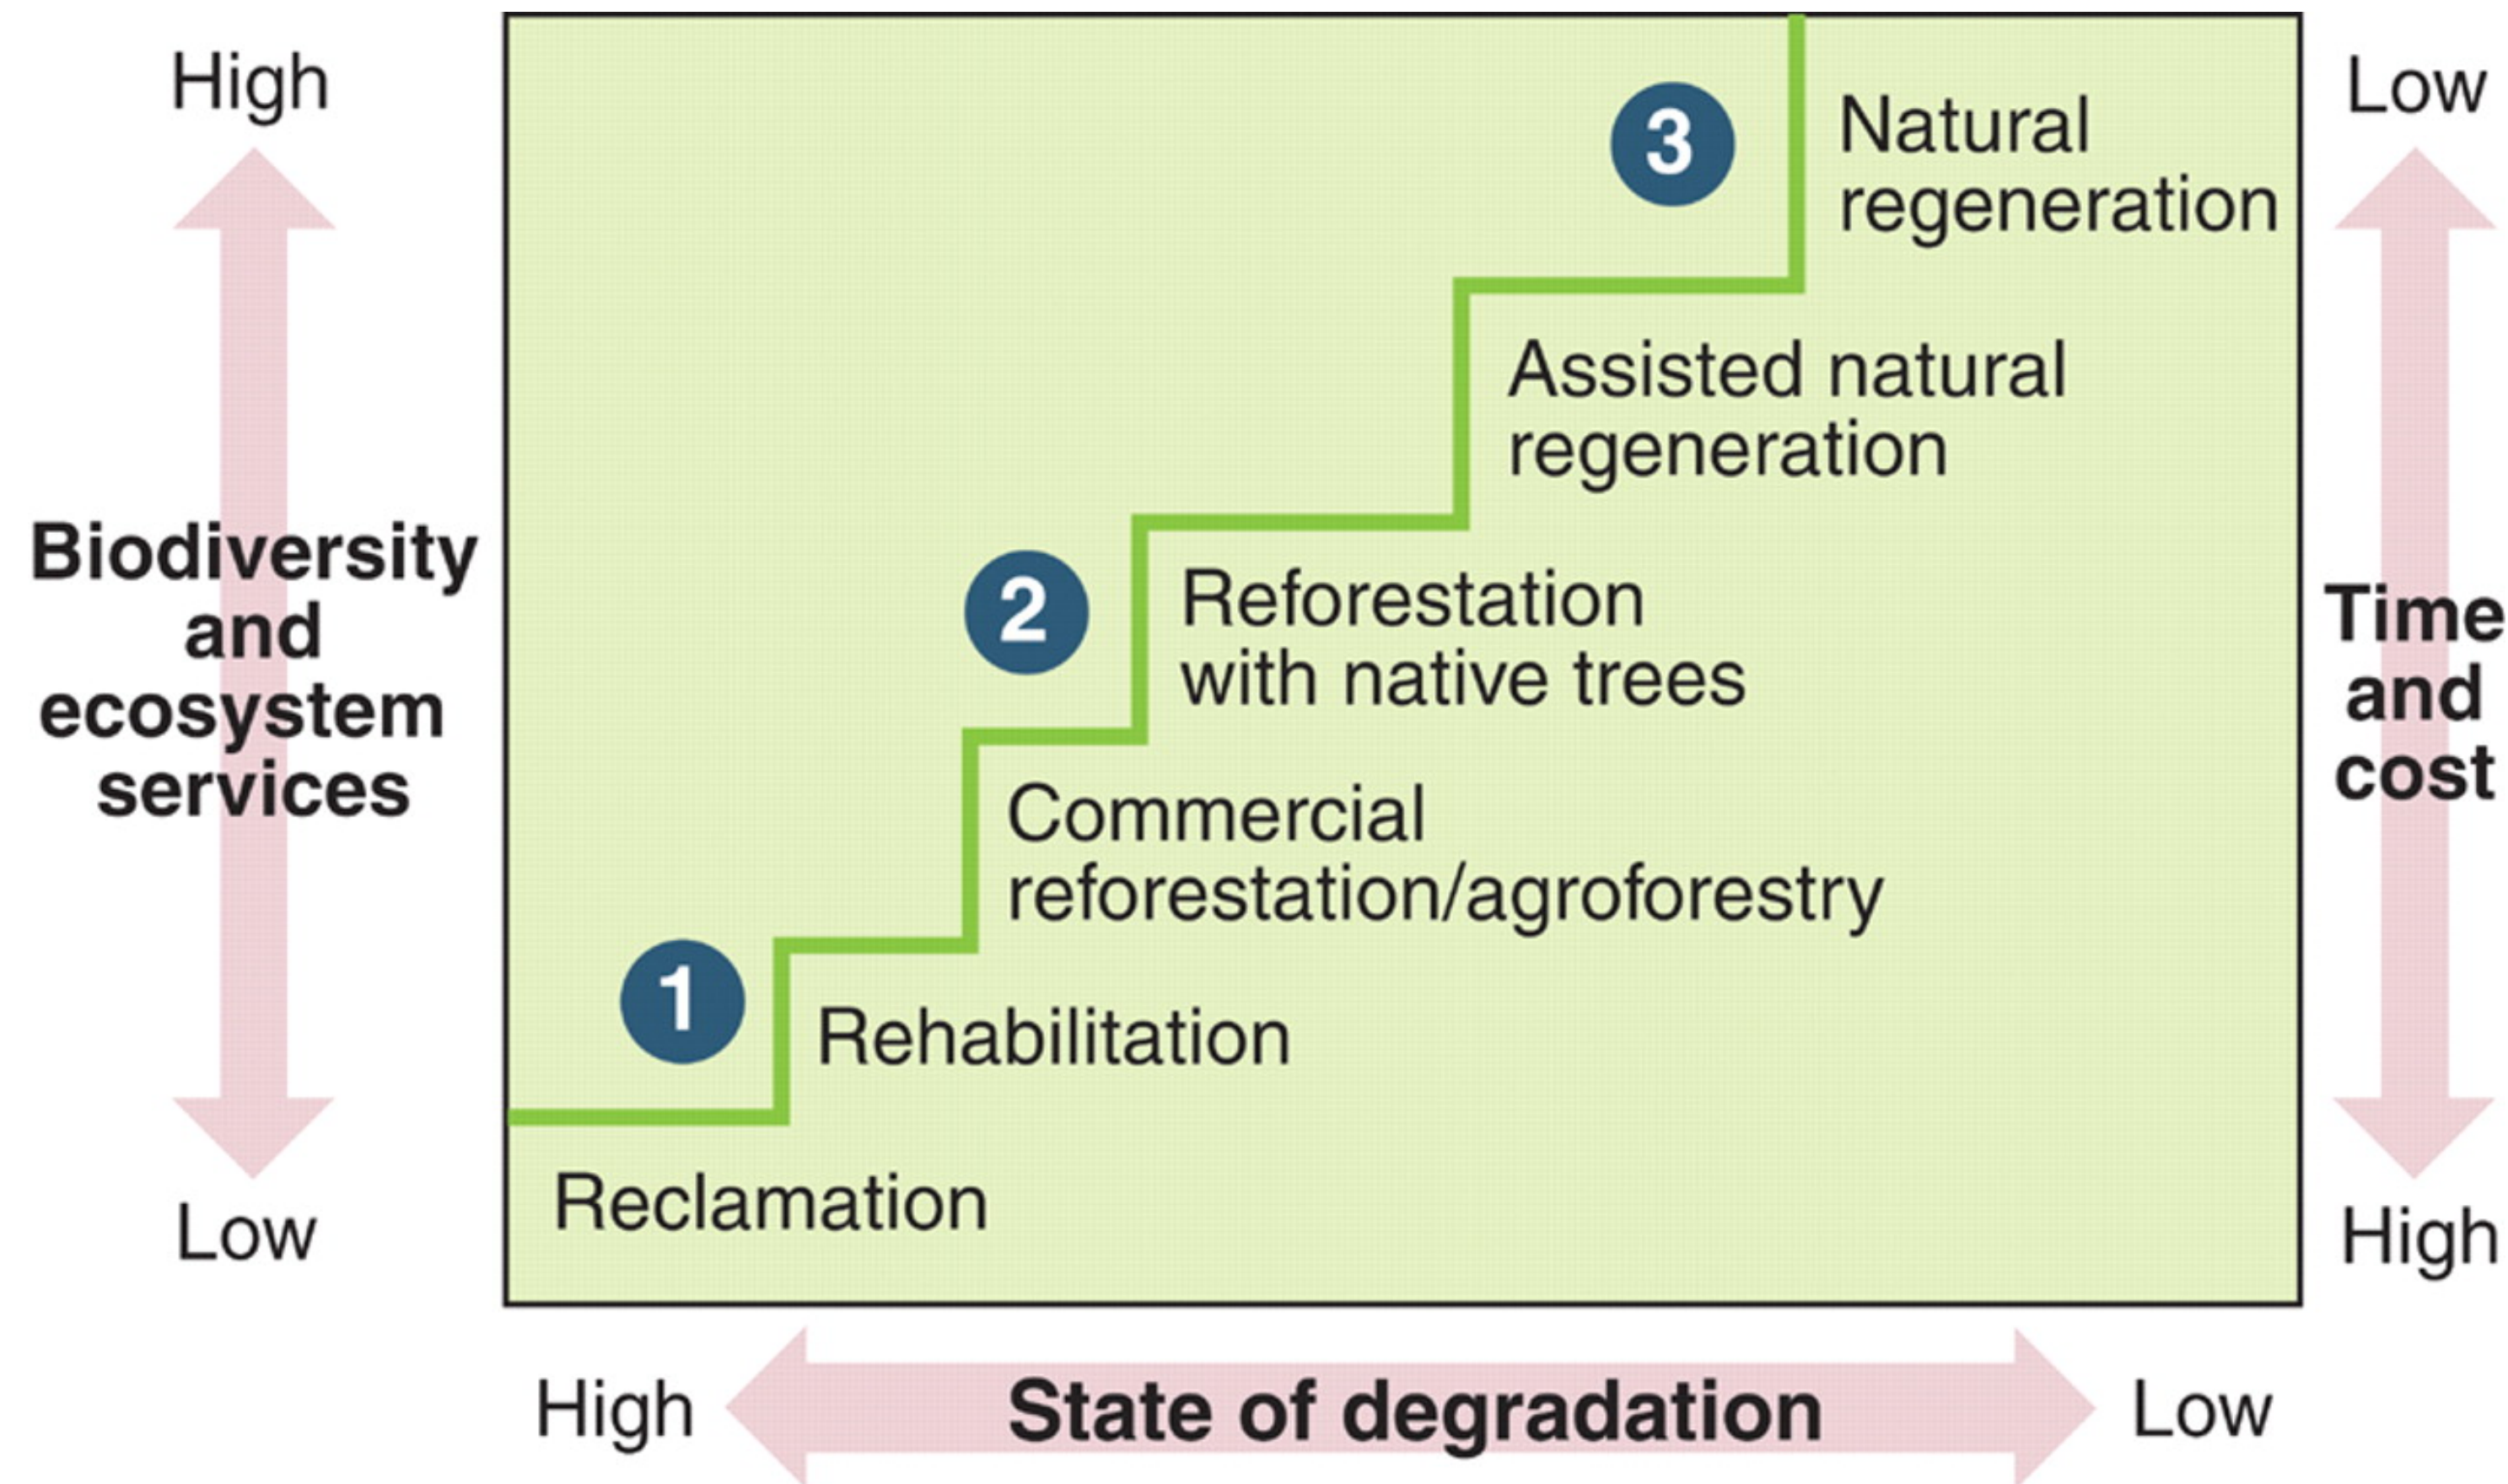 High
Low
3
Natural
regeneration
Assisted natural
regeneration
Biodiversity
and
ecosystem
services
2
Reforestation
with native trees
Time
and
cost
Commercial
reforestation/agroforestry
1
Rehabilitation
Reclamation
Low
High
High
State of degradation
Low